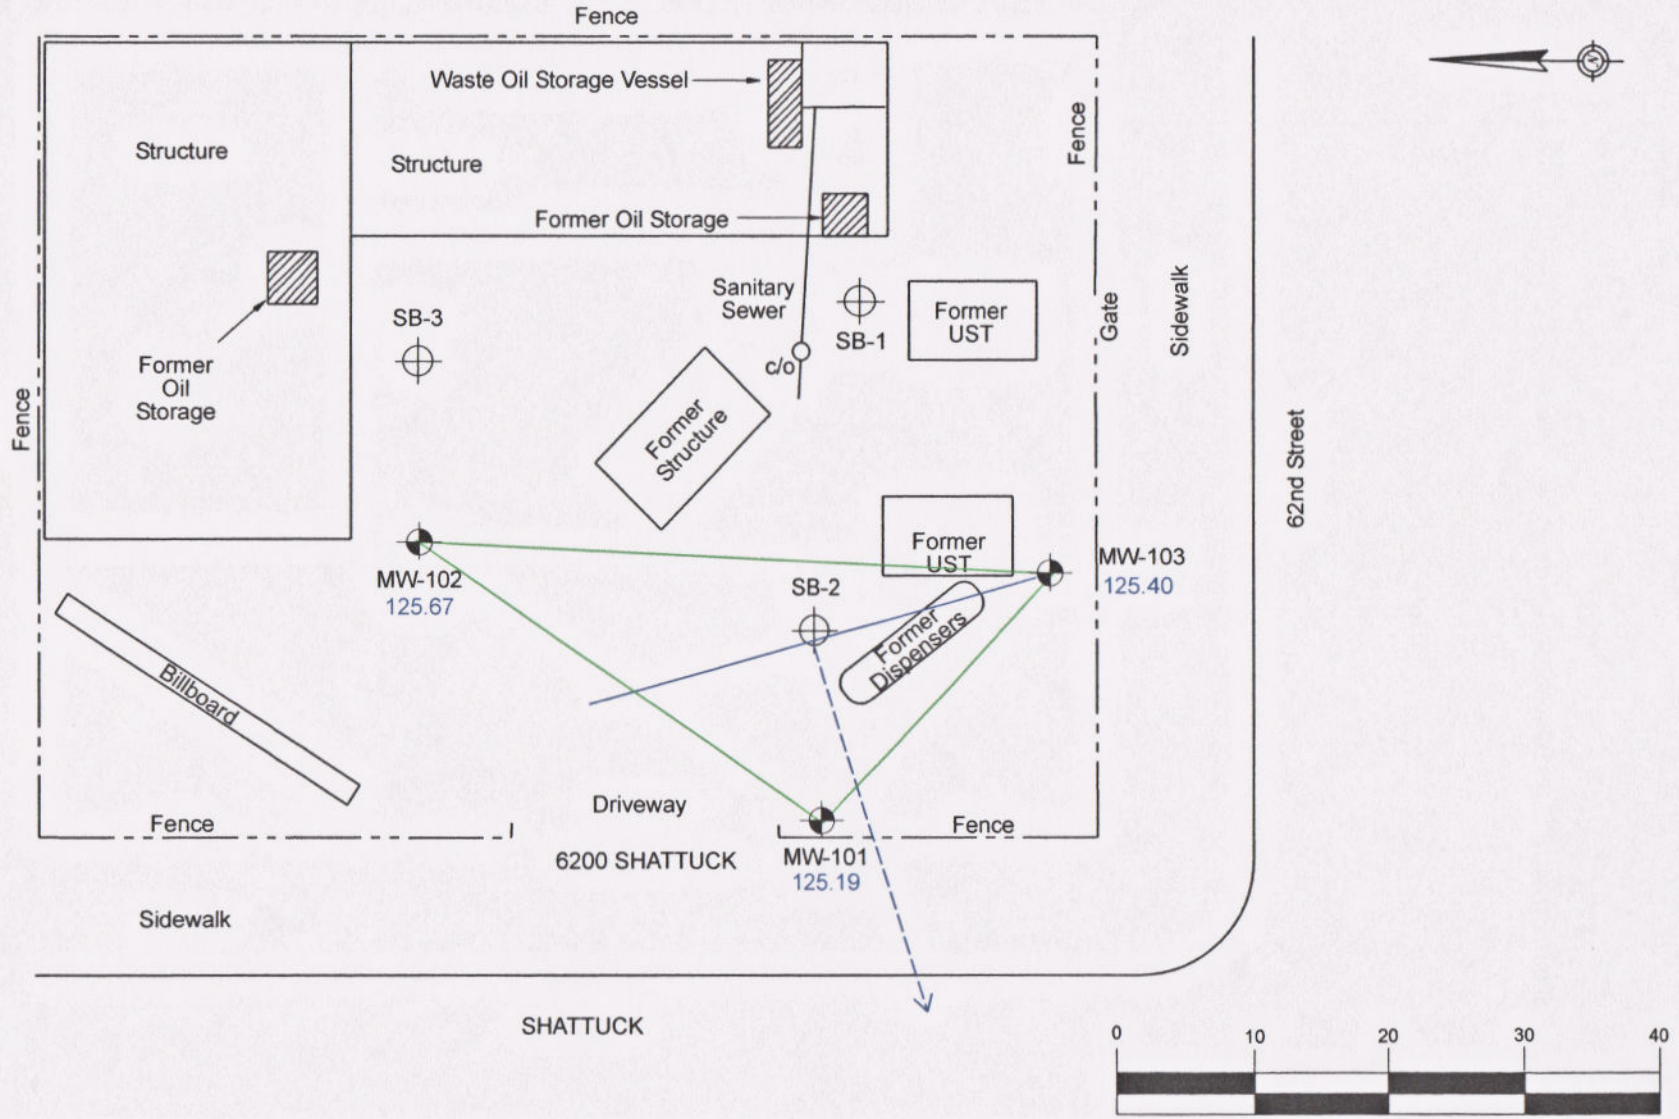 Fence
Waste Oil Storage Vessel
Structure
Structure
Fence
Former Oil Storage
Sanitary
Sewer
SB-1
c/o
Former
UST
Gate
Sidewalk
SB-3
Former
Oil
Storage
Fence
Former
Structure
62nd Street
Former
UST
MW-103
125.40
MW-102
125.67
SB-2
Former
Dispensers
Billboard
Driveway
Fence
Fence
6200 SHATTUCK
MW-101
125.19
Sidewalk
SHATTUCK
0 10 20 30 40
N